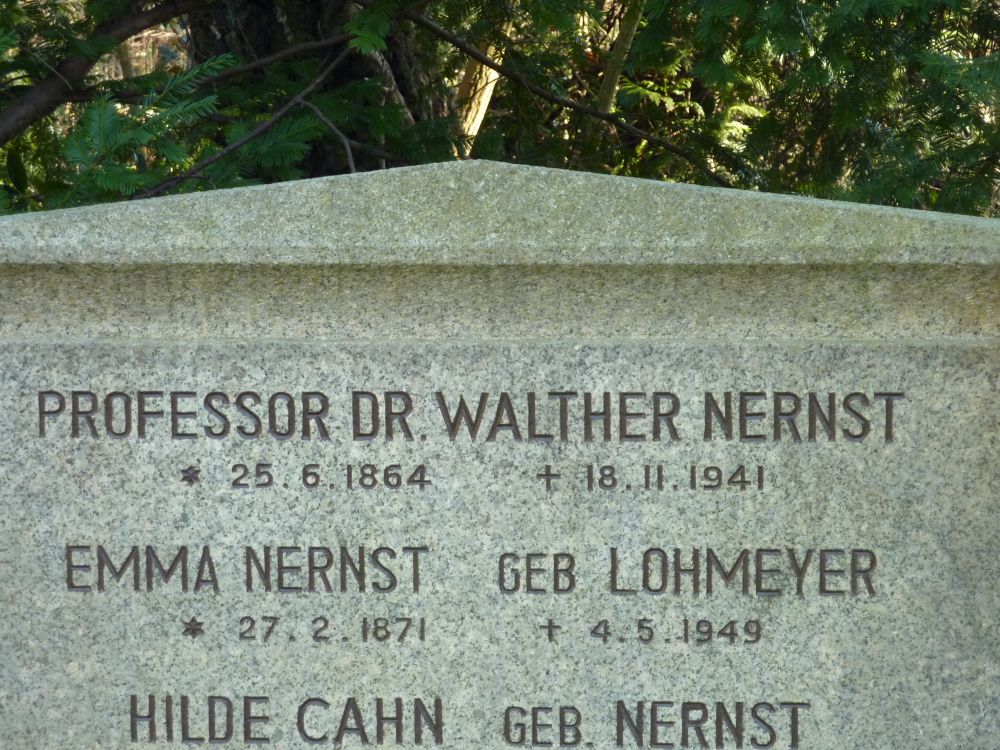 PROFESSOR DR. WALTHER NERNST
* 25.6.1864 + 18.11.1941
EMMA NERNST GEB LOHMEYER
* 27.2.1871 + 4.5.1949
HILDE CAHN GEB. NERNST